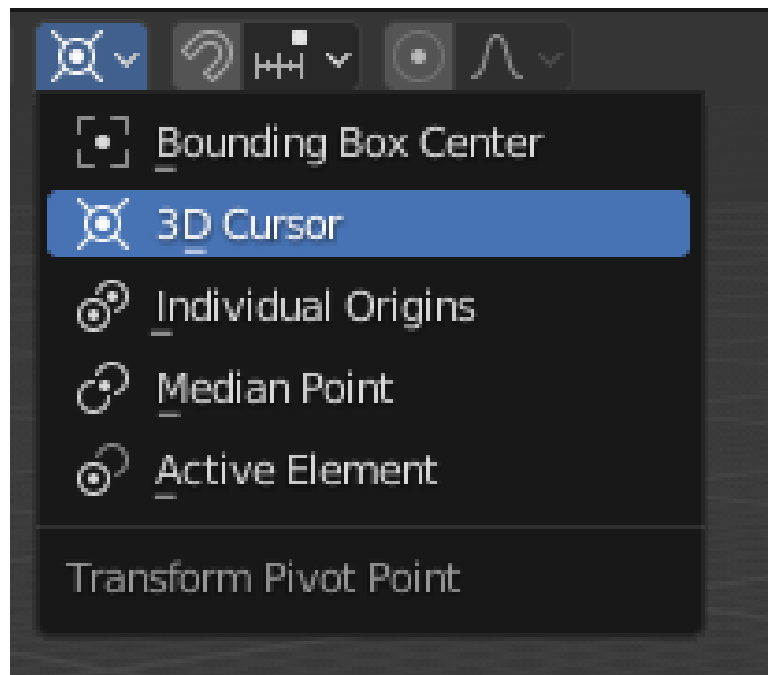 Bounding Box Center
3D Cursor
Individual Origins
Median Point
Active Element
Transform Pivot Point